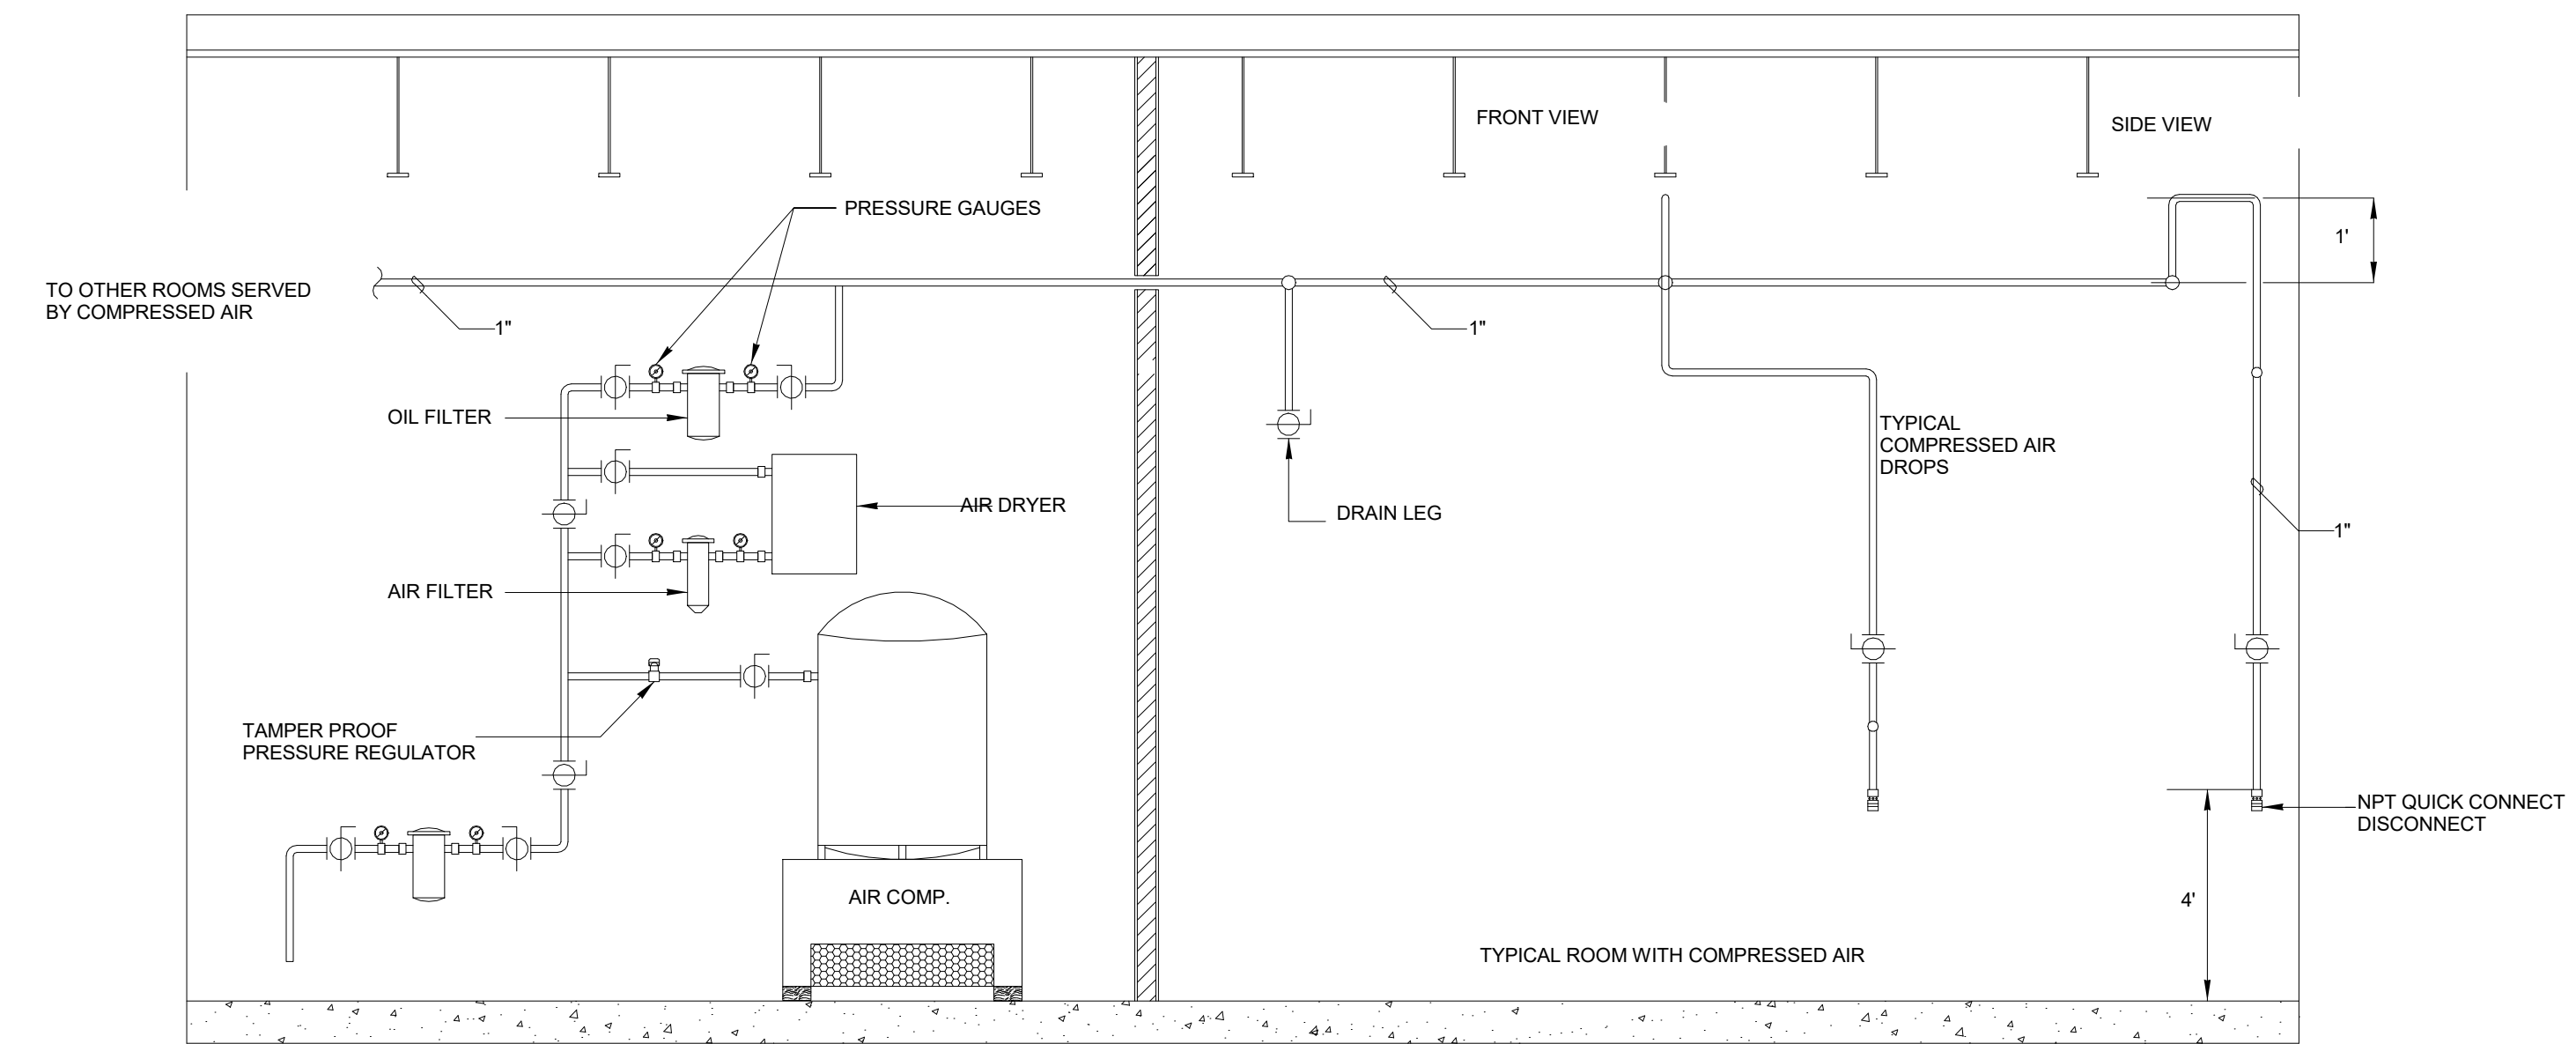 FRONT VIEW
SIDE VIEW
PRESSURE GAUGES
1'
TO OTHER ROOMS SERVED
BY COMPRESSED AIR
1"
1"
OIL FILTER
TYPICAL
COMPRESSED AIR
DROPS
AIR DRYER
DRAIN LEG
1"
AIR FILTER
TAMPER PROOF
PRESSURE REGULATOR
NPT QUICK CONNECT
DISCONNECT
AIR COMP.
4'
TYPICAL ROOM WITH COMPRESSED AIR